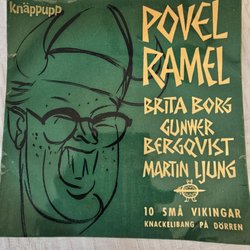 Knäppupp
POVEL
RAMEL
BRITA BORG
GUNWER
BERGQVIST
MARTIN LJUNG
10 SMÅ VIKINGAR
KNACKELIBANG PÅ DÖRREN